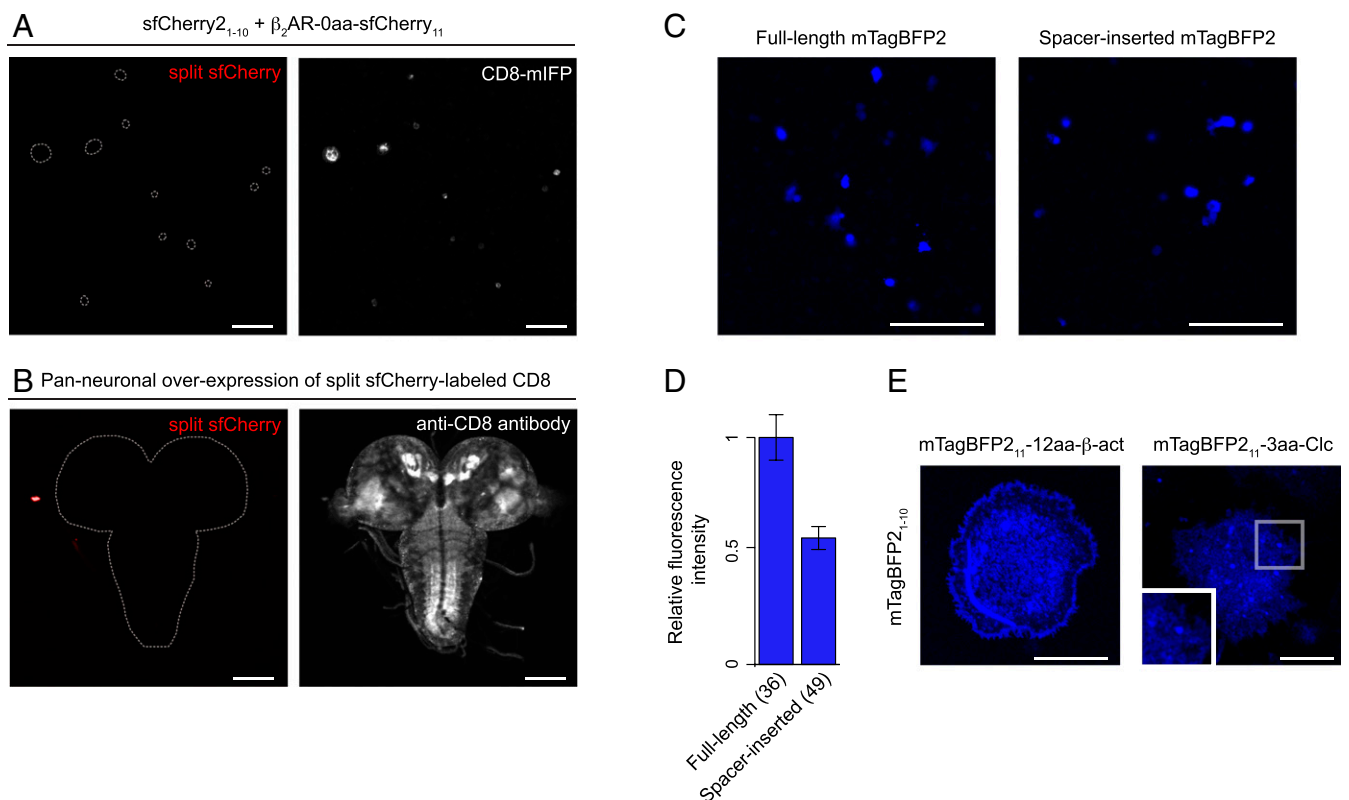 A
sfCherry2₁₋₁₀ + β₂AR-0aa-sfCherry₁₁
split sfCherry
CD8-mIFP
B Pan-neuronal over-expression of split sfCherry-labeled CD8
split sfCherry
anti-CD8 antibody
C
Full-length mTagBFP2
Spacer-inserted mTagBFP2
D
Relative fluorescence
intensity
1
0.5
0
Full-length (36)
Spacer-inserted (49)
E
mTagBFP2₁₁-12aa-β-act
mTagBFP2₁₁-3aa-Clc
mTagBFP2₁₋₁₀